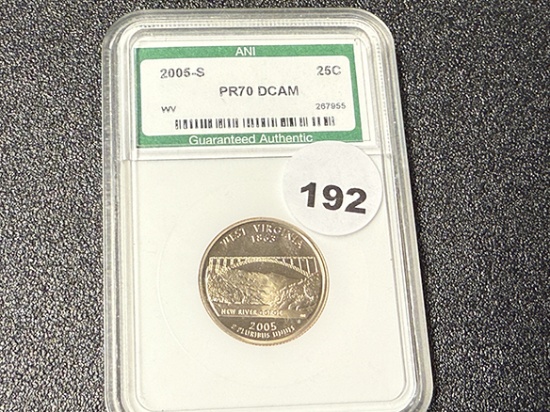 ANI
2005-S 25C
PR70 DCAM
WV 267955
Guaranteed Authentic
192
WEST VIRGINIA
1863
NEW RIVER GORGE
2005
E PLURIBUS UNUM